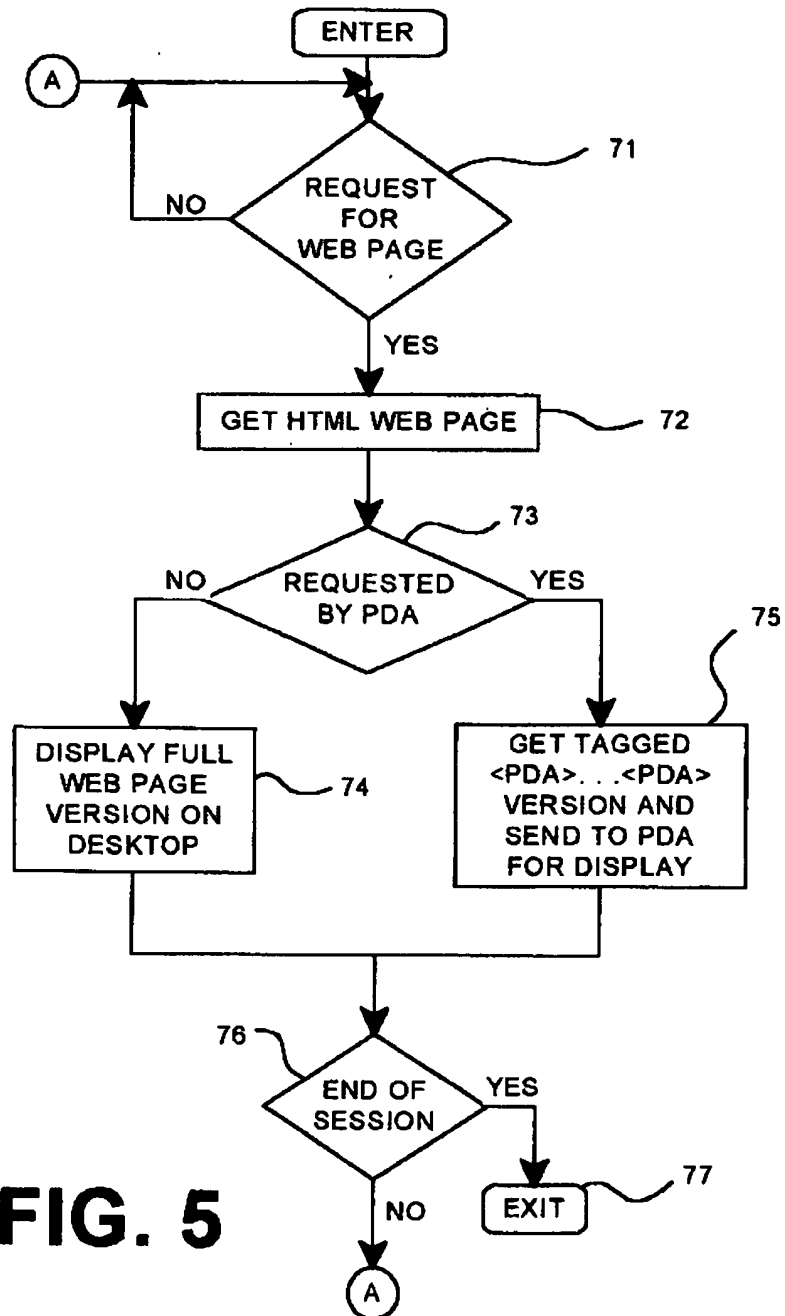 ENTER
A
71
REQUEST
FOR
WEB PAGE
NO
YES
GET HTML WEB PAGE
72
73
NO
REQUESTED
BY PDA
YES
75
DISPLAY FULL
WEB PAGE
VERSION ON
DESKTOP
74
GET TAGGED
<PDA>...<PDA>
VERSION AND
SEND TO PDA
FOR DISPLAY
76
END OF
SESSION
YES
77
EXIT
NO
FIG. 5
A